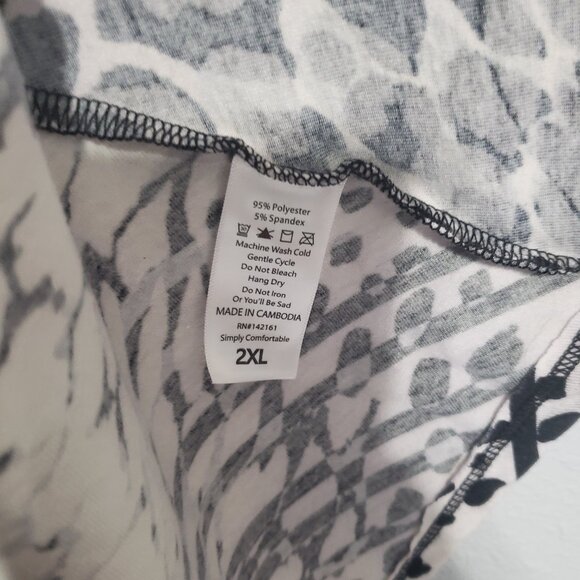 95% Polyester
5% Spandex
Machine Wash Cold
Gentle Cycle
Do Not Bleach
Hang Dry
Do Not Iron
Or You'll Be Sad
MADE IN CAMBODIA
RN#142161
Simply Comfortable
2XL